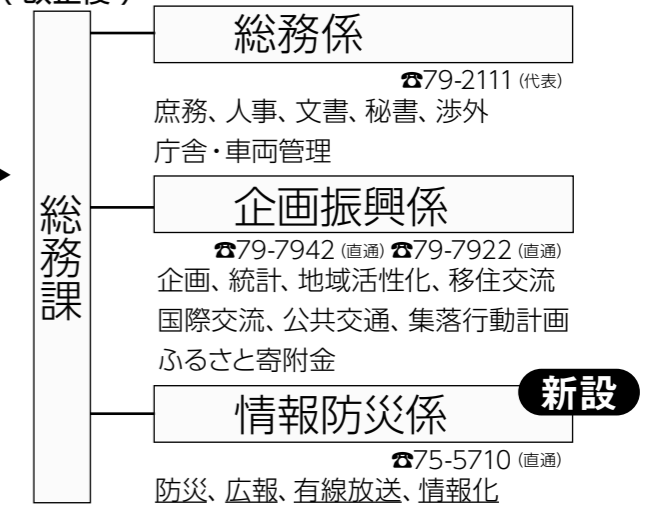 総務課
総務係
☎79-2111 (代表)
庶務、人事、文書、秘書、渉外
庁舎・車両管理
企画振興係
☎79-7942 (直通) ☎79-7922 (直通)
企画、統計、地域活性化、移住交流
国際交流、公共交通、集落行動計画
ふるさと寄附金
新設
情報防災係
☎75-5710 (直通)
防災、広報、有線放送、情報化